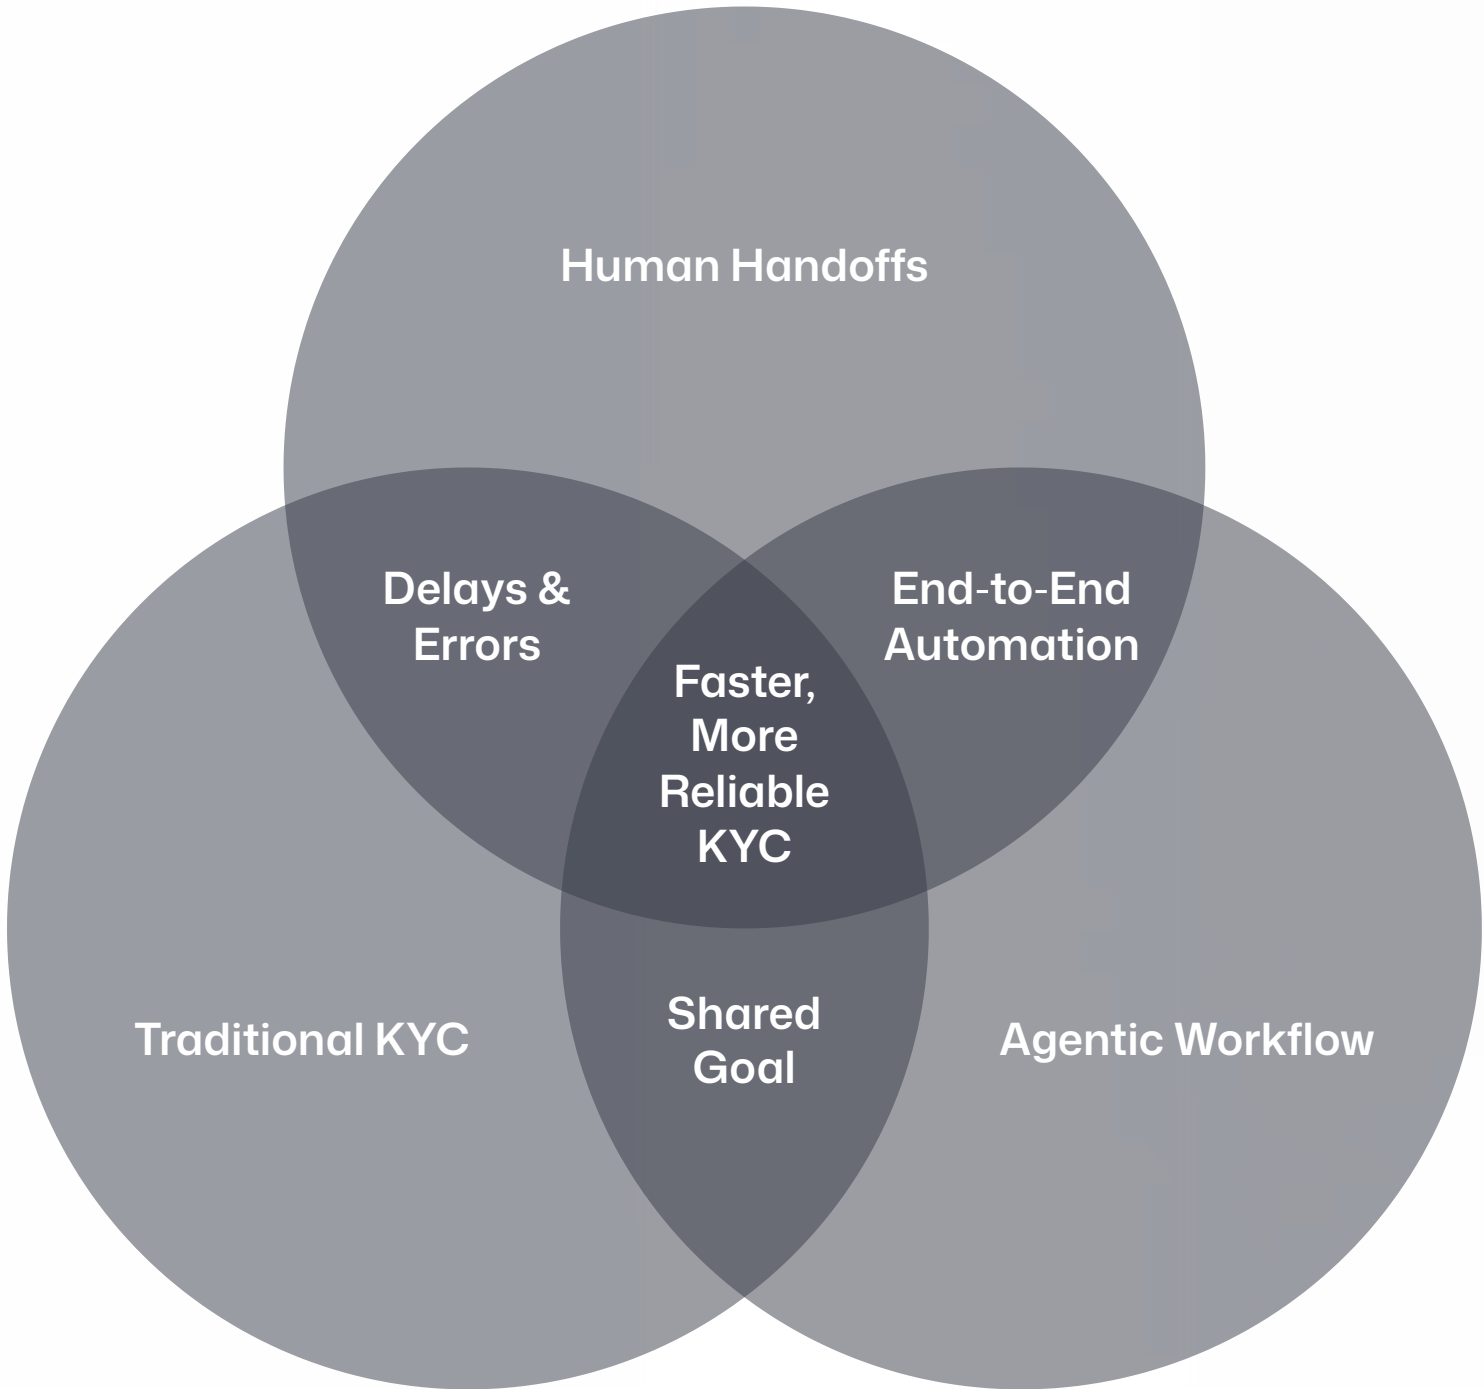 Human Handoffs
Delays &
Errors
End-to-End
Automation
Faster,
More
Reliable
KYC
Shared
Goal
Traditional KYC
Agentic Workflow